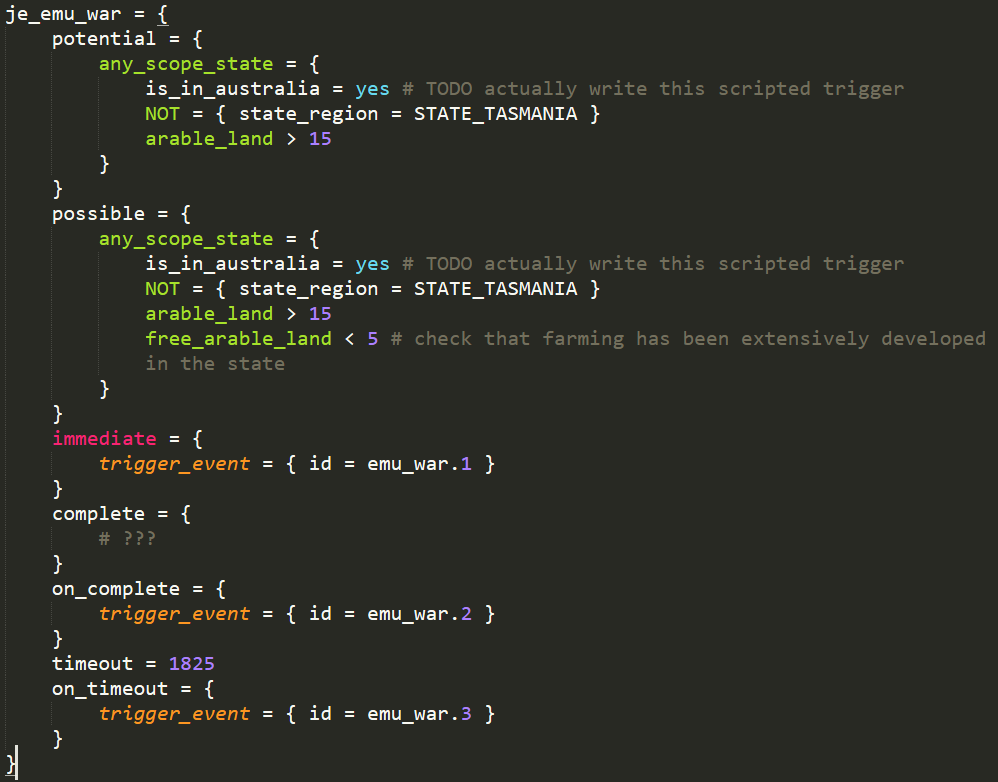 je_emu_war = {
    potential = {
        any_scope_state = {
            is_in_australia = yes # TODO actually write this scripted trigger
            NOT = { state_region = STATE_TASMANIA }
            arable_land > 15
        }
    }
    possible = {
        any_scope_state = {
            is_in_australia = yes # TODO actually write this scripted trigger
            NOT = { state_region = STATE_TASMANIA }
            arable_land > 15
            free_arable_land < 5 # check that farming has been extensively developed
            in the state
        }
    }
    immediate = {
        trigger_event = { id = emu_war.1 }
    }
    complete = {
        # ???
    }
    on_complete = {
        trigger_event = { id = emu_war.2 }
    }
    timeout = 1825
    on_timeout = {
        trigger_event = { id = emu_war.3 }
    }
}